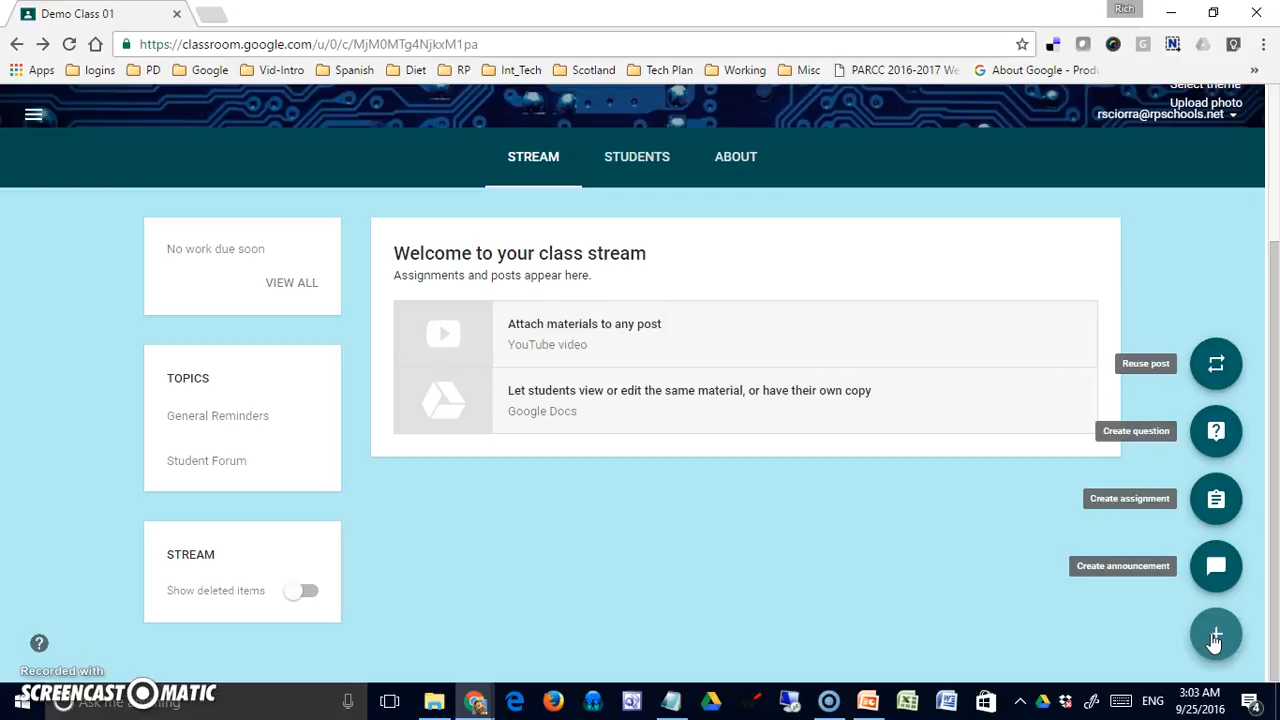 Demo Class 01
Rich
https://classroom.google.com/u/0/c/MjM0MTg4NjkxM1pa
Apps logins PD Google Vid-Intro Spanish Diet RP Int_Tech Scotland Tech Plan Working Misc PARCC 2016-2017 We About Google - Prod
Select theme
Upload photo
rsciorra@rpschools.net
STREAM STUDENTS ABOUT
No work due soon
VIEW ALL
TOPICS
General Reminders
Student Forum
STREAM
Show deleted items
Welcome to your class stream
Assignments and posts appear here.
Attach materials to any post
YouTube video
Let students view or edit the same material, or have their own copy
Google Docs
Reuse post
Create question
Create assignment
Create announcement
Recorded with
SCREENCAST MATIC
Ask me anything
ENG
3:03 AM
9/25/2016
4